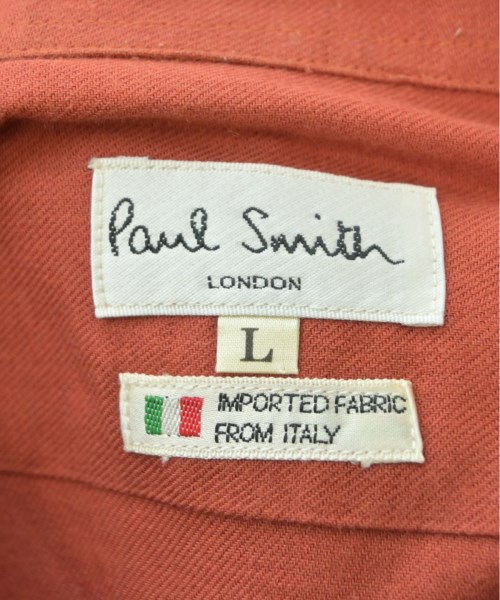 Paul Smith
LONDON
L
IMPORTED FABRIC
FROM ITALY